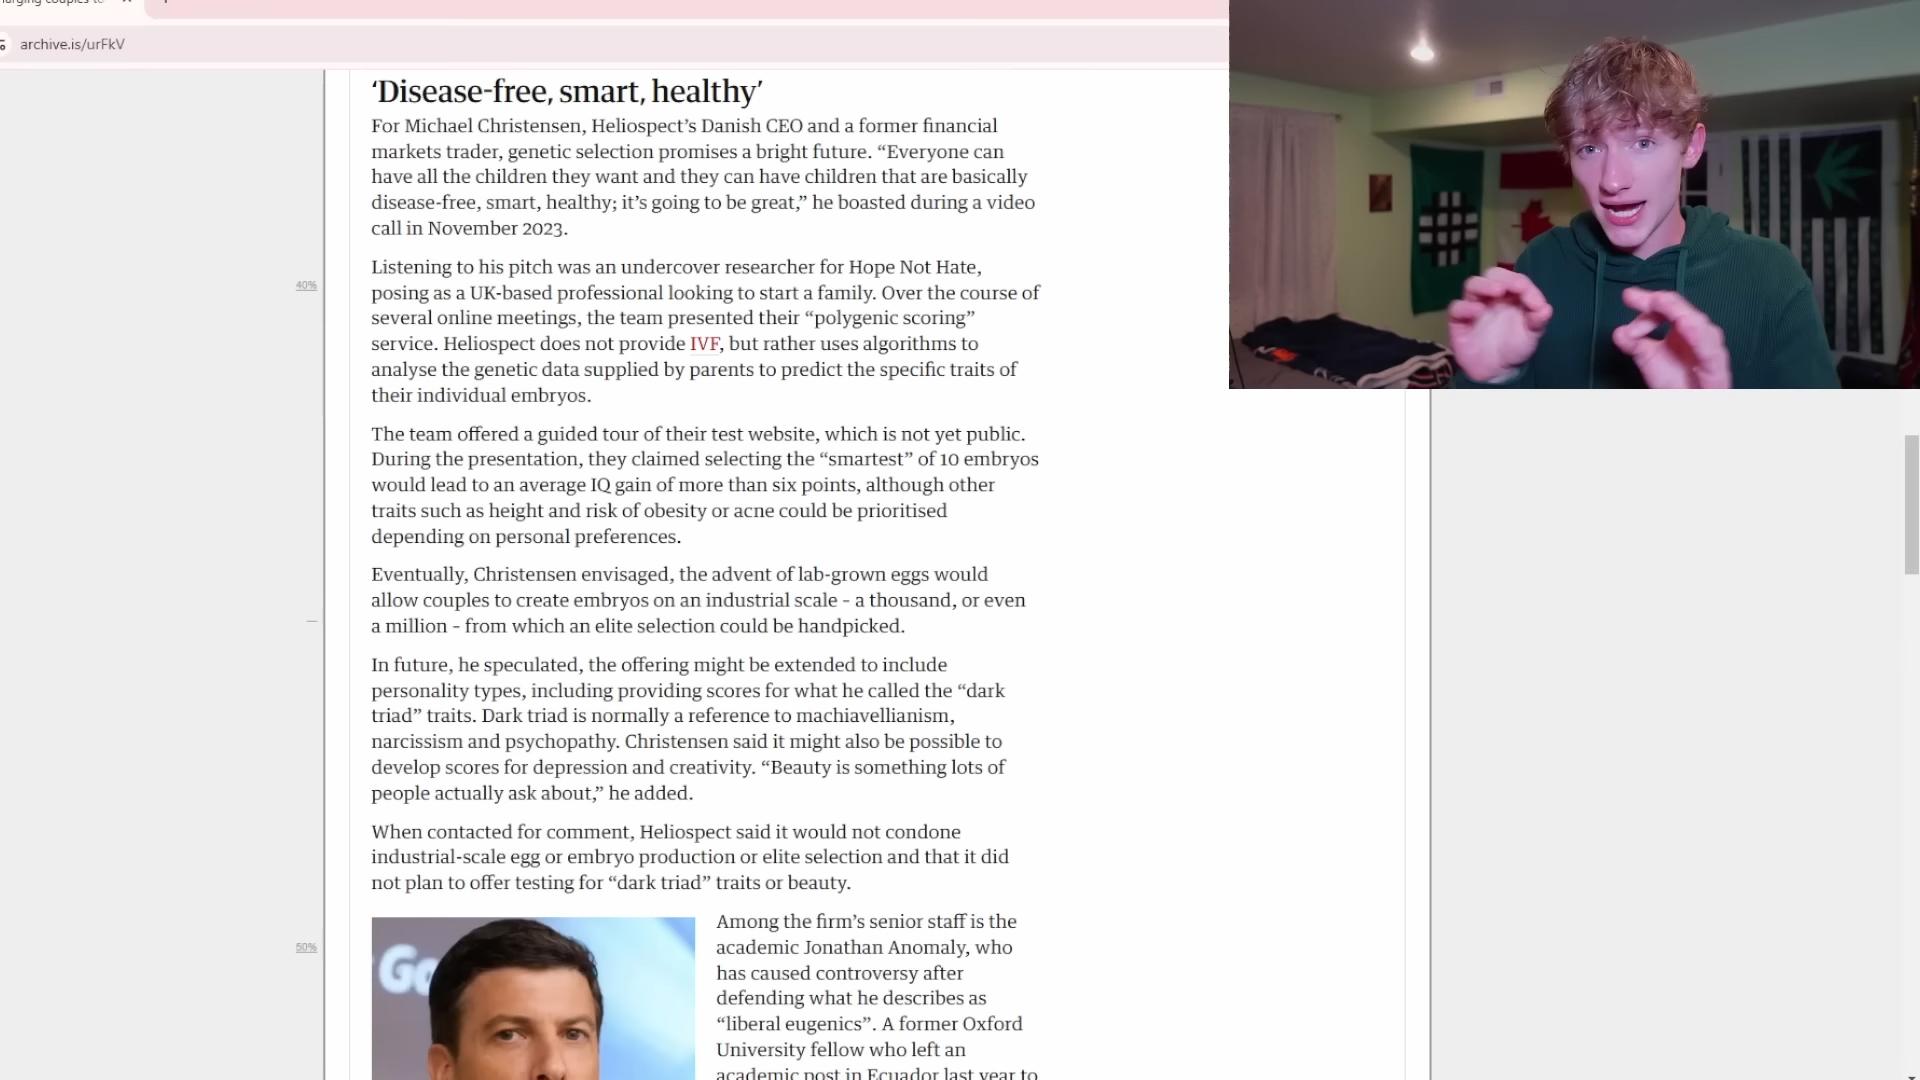 archive.is/urFkV
‘Disease-free, smart, healthy’
For Michael Christensen, Heliospect’s Danish CEO and a former financial
markets trader, genetic selection promises a bright future. “Everyone can
have all the children they want and they can have children that are basically
disease-free, smart, healthy; it’s going to be great,” he boasted during a video
call in November 2023.
Listening to his pitch was an undercover researcher for Hope Not Hate,
40%
posing as a UK-based professional looking to start a family. Over the course of
several online meetings, the team presented their “polygenic scoring”
service. Heliospect does not provide IVF, but rather uses algorithms to
analyse the genetic data supplied by parents to predict the specific traits of
their individual embryos.
The team offered a guided tour of their test website, which is not yet public.
During the presentation, they claimed selecting the “smartest” of 10 embryos
would lead to an average IQ gain of more than six points, although other
traits such as height and risk of obesity or acne could be prioritised
depending on personal preferences.
Eventually, Christensen envisaged, the advent of lab-grown eggs would
allow couples to create embryos on an industrial scale - a thousand, or even
a million - from which an elite selection could be handpicked.
In future, he speculated, the offering might be extended to include
personality types, including providing scores for what he called the “dark
triad” traits. Dark triad is normally a reference to machiavellianism,
narcissism and psychopathy. Christensen said it might also be possible to
develop scores for depression and creativity. “Beauty is something lots of
people actually ask about,” he added.
When contacted for comment, Heliospect said it would not condone
industrial-scale egg or embryo production or elite selection and that it did
not plan to offer testing for “dark triad” traits or beauty.
50%
Go
Among the firm’s senior staff is the
academic Jonathan Anomaly, who
has caused controversy after
defending what he describes as
“liberal eugenics”. A former Oxford
University fellow who left an
academic post in Ecuador last year to